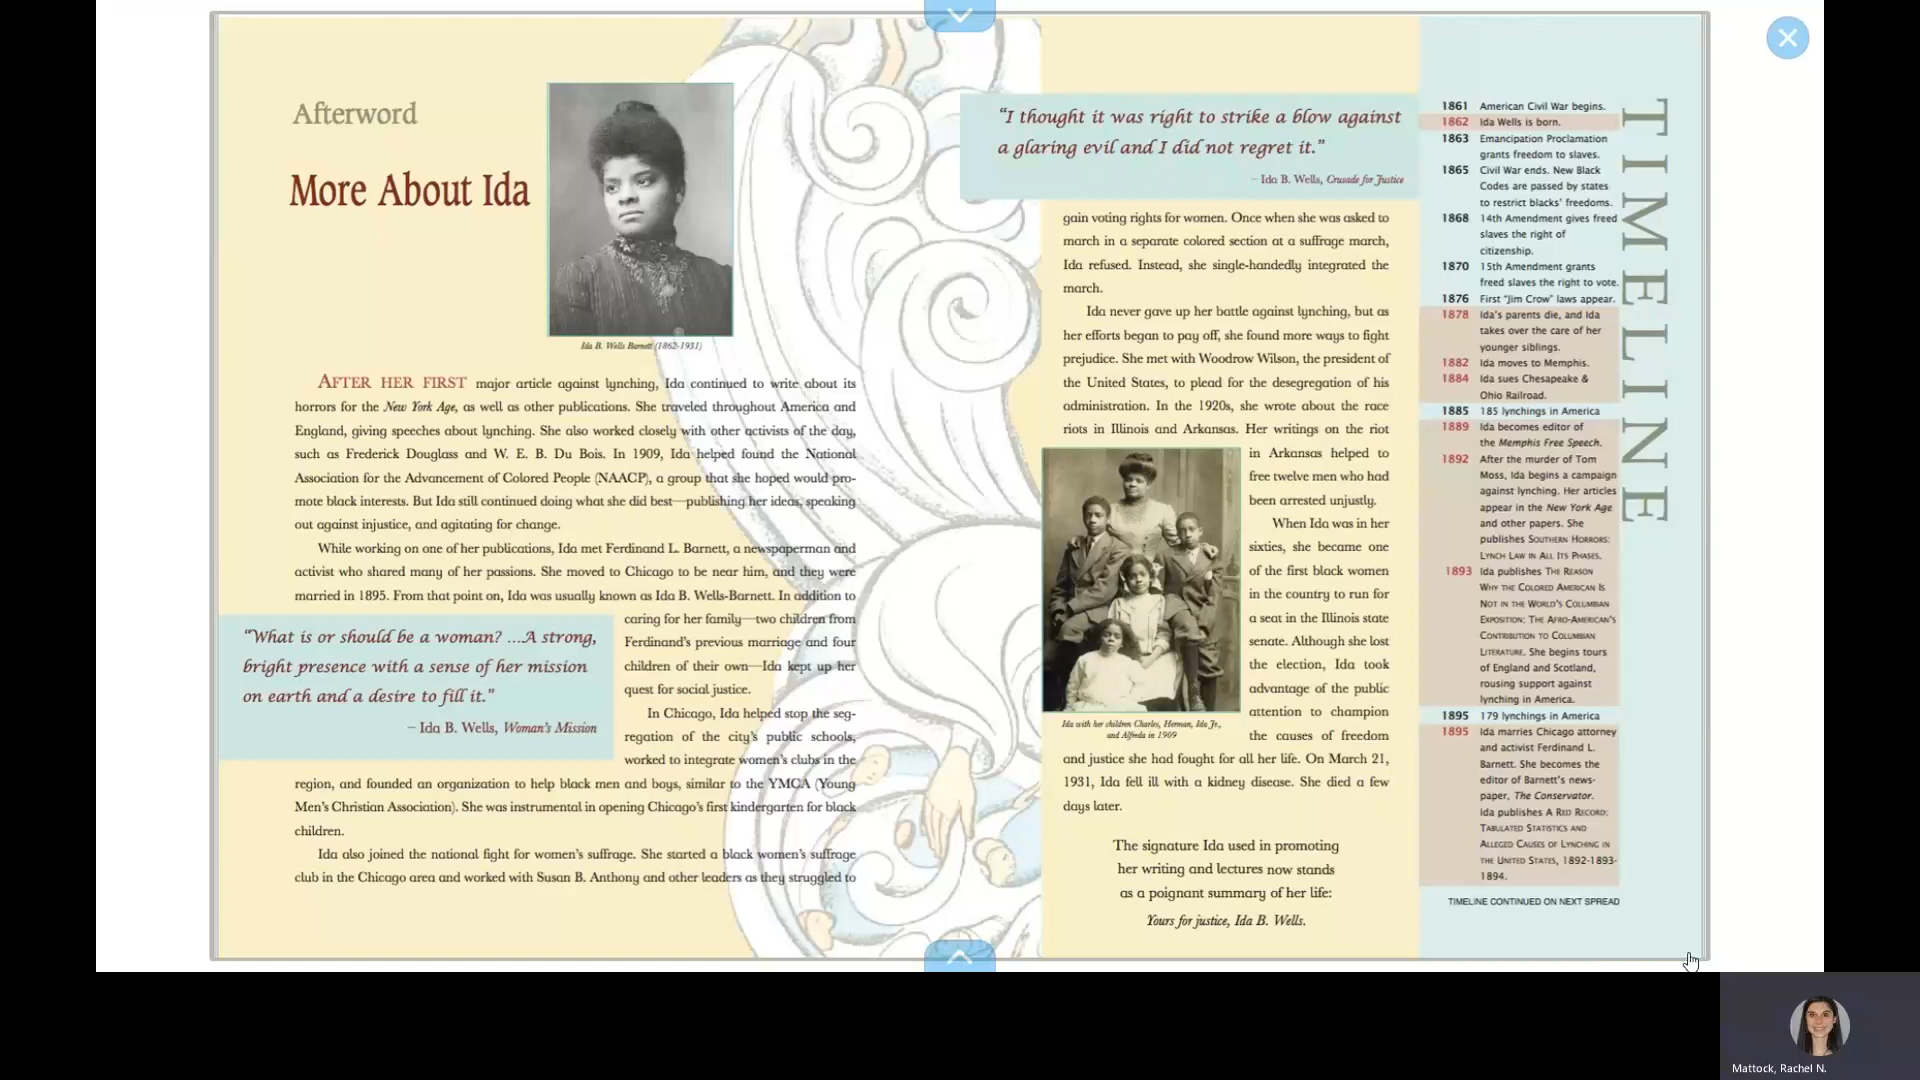 Afterword
More About Ida
Ida B. Wells Barnett (1862-1931)
AFTER HER FIRST major article against lynching, Ida continued to write about its
horrors for the New York Age, as well as other publications. She traveled throughout America and
England, giving speeches about lynching. She also worked closely with other activists of the day,
such as Frederick Douglass and W. E. B. Du Bois. In 1909, Ida helped found the National
Association for the Advancement of Colored People (NAACP), a group that she hoped would pro-
mote black interests. But Ida still continued doing what she did best—publishing her ideas, speaking
out against injustice, and agitating for change.
While working on one of her publications, Ida met Ferdinand L. Barnett, a newspaperman and
activist who shared many of her passions. She moved to Chicago to be near him, and they were
married in 1895. From that point on, Ida was usually known as Ida B. Wells-Barnett. In addition to
caring for her family—two children from
Ferdinand's previous marriage and four
children of their own—Ida kept up her
quest for social justice.
In Chicago, Ida helped stop the seg-
regation of the city's public schools,
worked to integrate women's clubs in the
region, and founded an organization to help black men and boys, similar to the YMCA (Young
Men's Christian Association). She was instrumental in opening Chicago's first kindergarten for black
children.
Ida also joined the national fight for women's suffrage. She started a black women's suffrage
club in the Chicago area and worked with Susan B. Anthony and other leaders as they struggled to
"What is or should be a woman? ...A strong,
bright presence with a sense of her mission
on earth and a desire to fill it."
– Ida B. Wells, Woman's Mission
"I thought it was right to strike a blow against
a glaring evil and I did not regret it."
– Ida B. Wells, Crusade for Justice
gain voting rights for women. Once when she was asked to
march in a separate colored section at a suffrage march,
Ida refused. Instead, she single-handedly integrated the
march.
Ida never gave up her battle against lynching, but as
her efforts began to pay off, she found more ways to fight
prejudice. She met with Woodrow Wilson, the president of
the United States, to plead for the desegregation of his
administration. In the 1920s, she wrote about the race
riots in Illinois and Arkansas. Her writings on the riot
in Arkansas helped to
free twelve men who had
been arrested unjustly.
When Ida was in her
sixties, she became one
of the first black women
in the country to run for
a seat in the Illinois state
senate. Although she lost
the election, Ida took
advantage of the public
attention to champion
the causes of freedom
and justice she had fought for all her life. On March 21,
1931, Ida fell ill with a kidney disease. She died a few
days later.
Ida with her children Charles, Herman, Ida Jr.,
and Alfreda in 1909
The signature Ida used in promoting
her writing and lectures now stands
as a poignant summary of her life:
Yours for justice, Ida B. Wells.
TIMELINE
1861 American Civil War begins.
1862 Ida Wells is born.
1863 Emancipation Proclamation
grants freedom to slaves.
1865 Civil War ends. New Black
Codes are passed by states
to restrict blacks' freedoms.
1868 14th Amendment gives freed
slaves the right of
citizenship.
1870 15th Amendment grants
freed slaves the right to vote.
1876 First "Jim Crow" laws appear.
1878 Ida's parents die, and Ida
takes over the care of her
younger siblings.
1882 Ida moves to Memphis.
1884 Ida sues Chesapeake &
Ohio Railroad.
1885 185 lynchings in America
1889 Ida becomes editor of
the Memphis Free Speech.
1892 After the murder of Tom
Moss, Ida begins a campaign
against lynching. Her articles
appear in the New York Age
and other papers. She
publishes SOUTHERN HORRORS:
LYNCH LAW IN ALL ITS PHASES.
1893 Ida publishes THE REASON
WHY THE COLORED AMERICAN IS
NOT IN THE WORLD'S COLUMBIAN
EXPOSITION: THE AFRO-AMERICAN'S
CONTRIBUTION TO COLUMBIAN
LITERATURE. She begins tours
of England and Scotland,
rousing support against
lynching in America.
1895 179 lynchings in America
1895 Ida marries Chicago attorney
and activist Ferdinand L.
Barnett. She becomes the
editor of Barnett's news-
paper, The Conservator.
Ida publishes A RED RECORD:
TABULATED STATISTICS AND
ALLEGED CAUSES OF LYNCHING IN
THE UNITED STATES, 1892-1893-
1894.
TIMELINE CONTINUED ON NEXT SPREAD
Mattock, Rachel N.